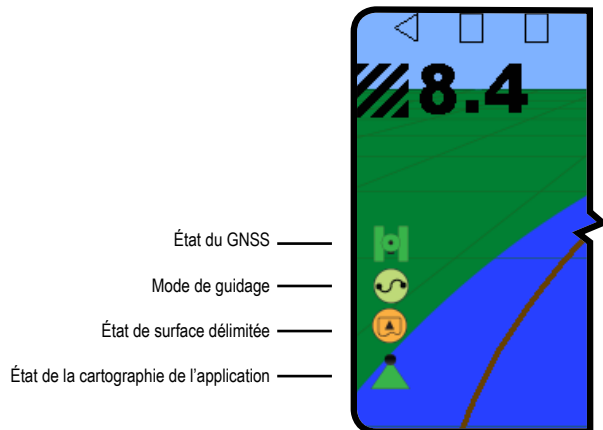 8.4
État du GNSS
Mode de guidage
État de surface délimitée
État de la cartographie de l'application